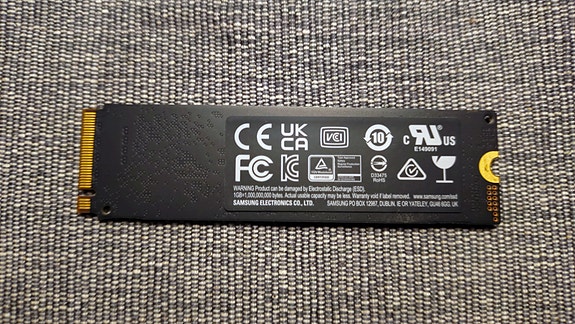 CE UK CA VCI 10 c RU US
E149091
FC
D33475
RoHS
WARNING Product can be damaged by Electrostatic Discharge (ESD).
1GB=1,000,000,000 bytes. Actual usable capacity may be less. Warranty void if label removed. www.samsung.com/ssd
SAMSUNG ELECTRONICS CO., LTD. SAMSUNG PO BOX 12987, DUBLIN. IE OR YATELEY, GU46 6GG, UK